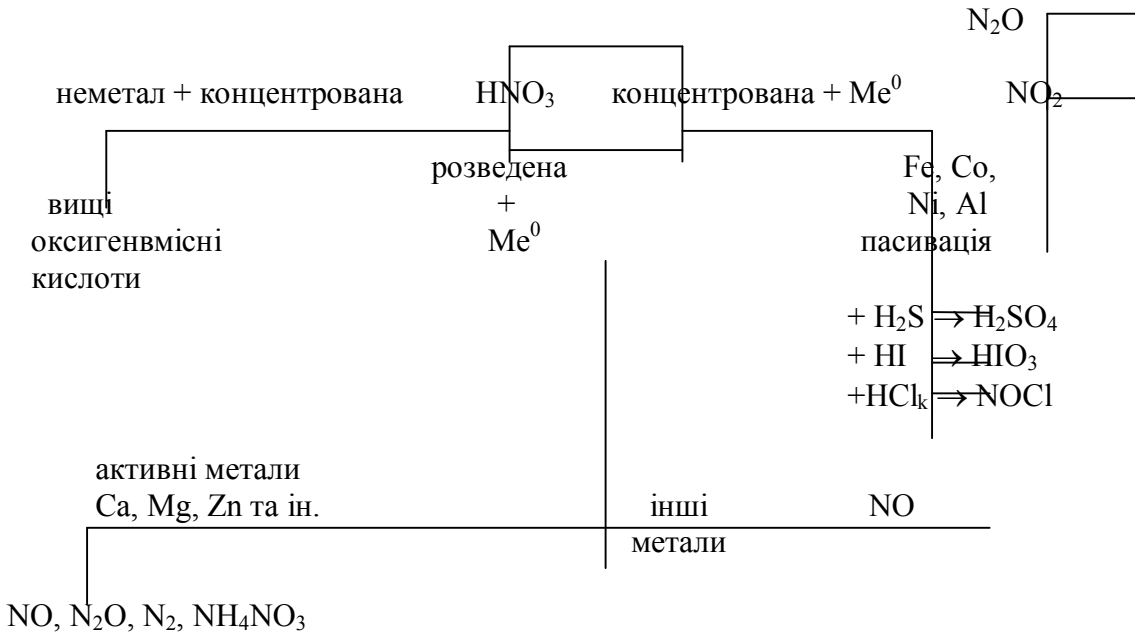 N₂O
неметал + концентрована HNO₃ концентрована + Me⁰ NO₂
розведена
+
Me⁰
Fe, Co,
Ni, Al
пасивація
вищі
оксигенвмісні
кислоти
+ H₂S ⇒ H₂SO₄
+ HI ⇒ HIO₃
+HClₖ ⇒ NOCl
активні метали
Ca, Mg, Zn та ін.
інші
метали
NO
NO, N₂O, N₂, NH₄NO₃